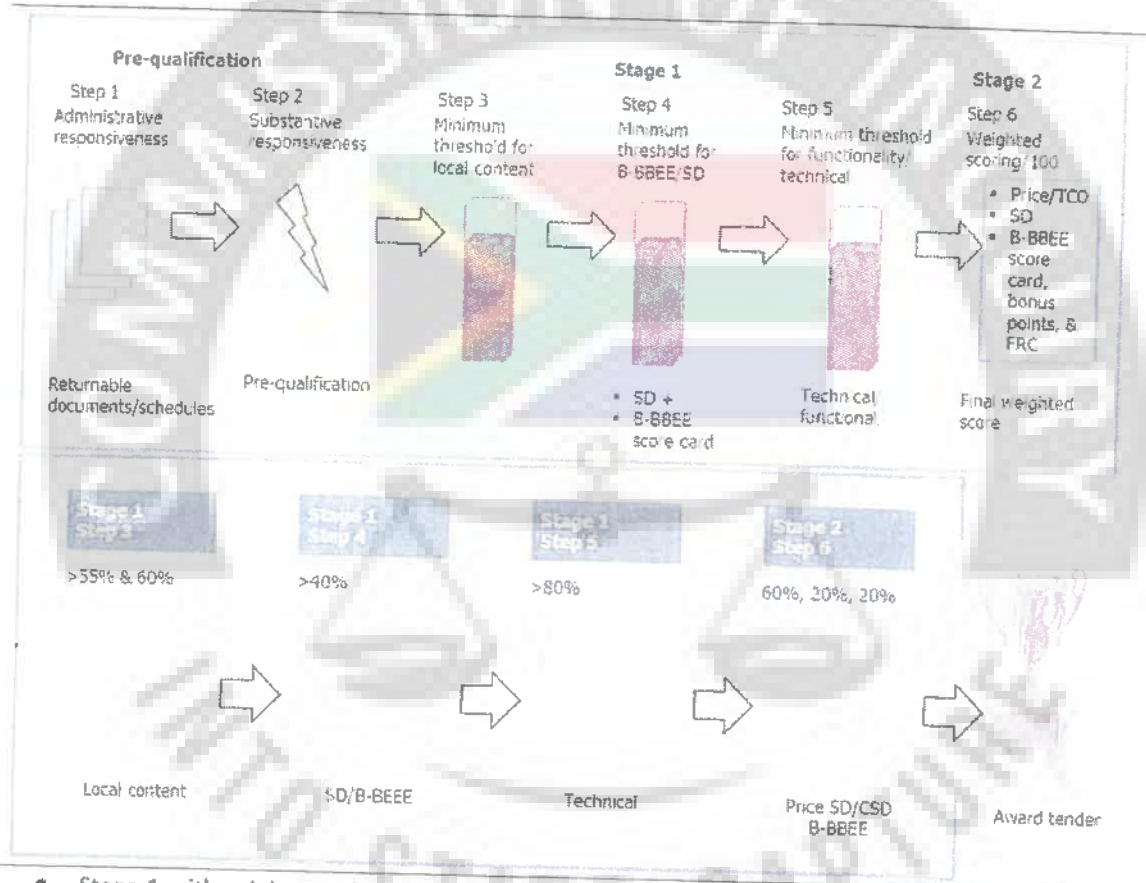 Pre-qualification
Stage 1
Stage 2
Step 1
Administrative
responsiveness
Step 2
Substantive
responsiveness
Step 3
Minimum
threshold for
local content
Step 4
Minimum
threshold for
B-BBEE/SD
Step 5
Minimum threshold
for functionality/
technical
Step 6
Weighted
scoring/100
• Price/TCO
• SD
• B-BBEE
score
card,
bonus
points, &
FRC
Returnable
documents/schedules
Pre-qualification
• SD +
• B-BBEE
score card
Technical
functional
Final weighted
score
Stage 1
Step 3
Stage 1
Step 4
Stage 1
Step 5
Stage 2
Step 6
>55% & 60%
>40%
>80%
60%, 20%, 20%
Local content
SD/B-BEEE
Technical
Price SD/CSD
B-BBEE
Award tender
Stage 1
COMMISSION
INQUIRY
INTO